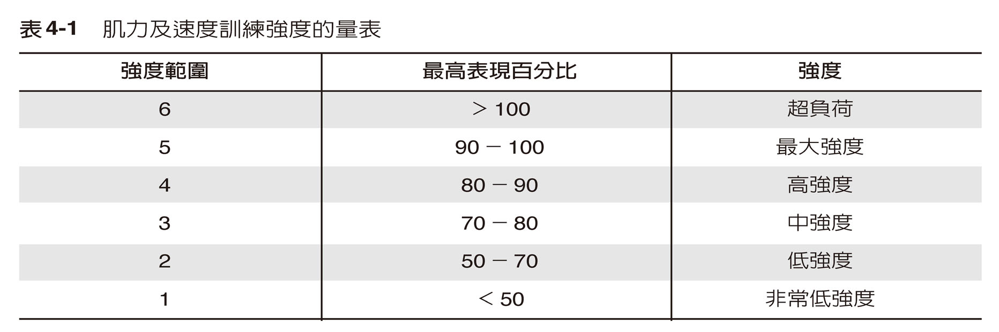 表 4-1 肌力及速度訓練強度的量表
強度範圍 最高表現百分比 強度
6 > 100 超負荷
5 90 － 100 最大強度
4 80 － 90 高強度
3 70 － 80 中強度
2 50 － 70 低強度
1 < 50 非常低強度